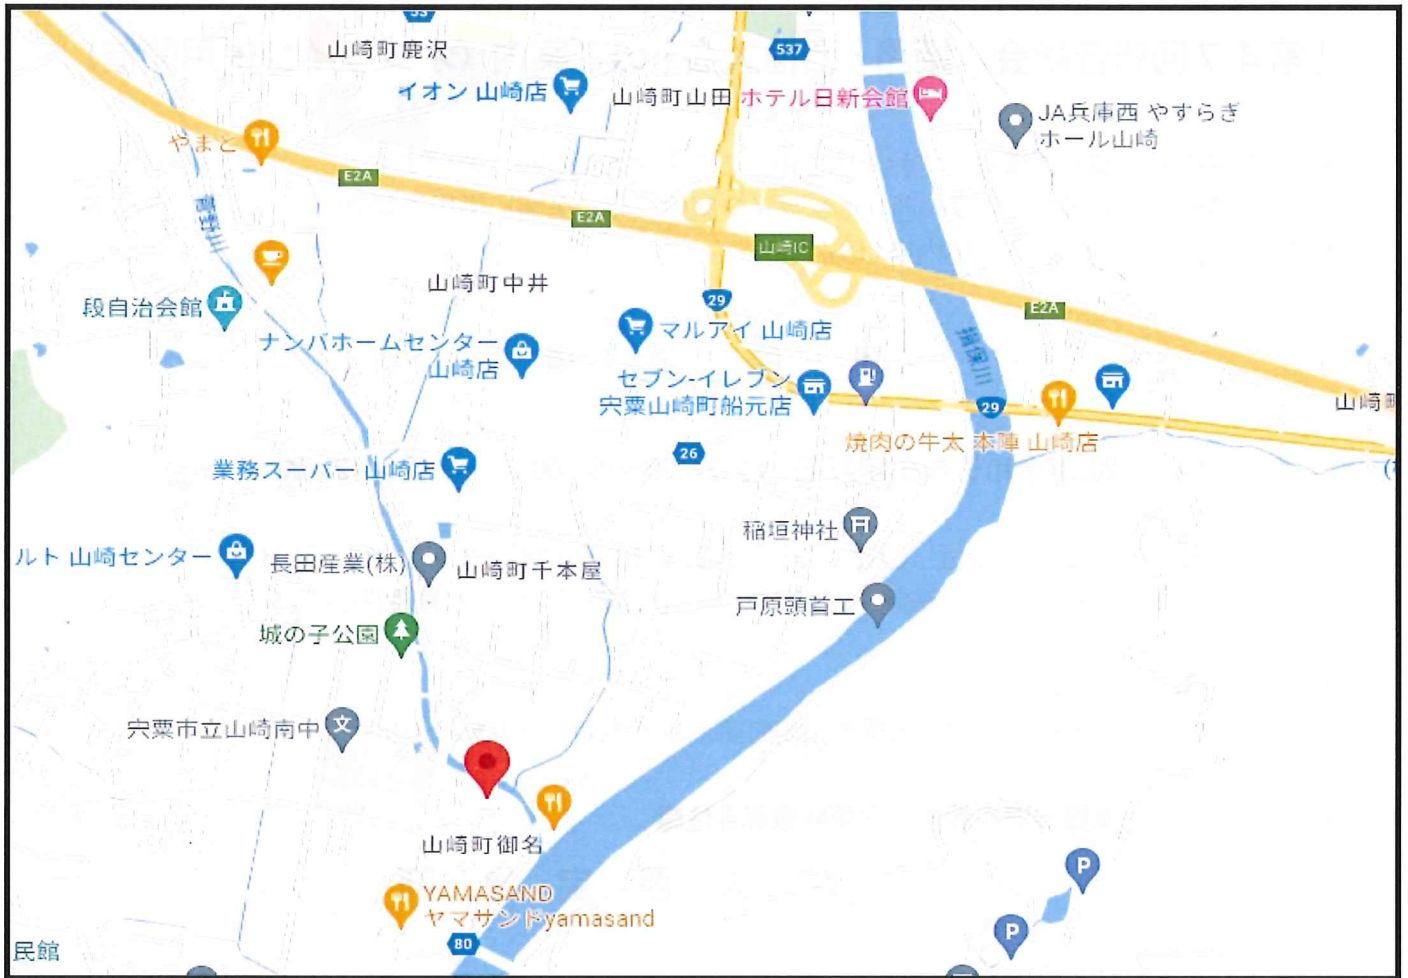 山崎町鹿沢
537
イオン 山崎店
山崎町山田
ホテル日新会館
JA兵庫西 やすらぎ
ホール山崎
やまと
E2A
菅野川
E2A
山崎IC
山崎町中井
29
E2A
段自治会館
ナンバホームセンター
山崎店
マルアイ 山崎店
揖保川
セブン-イレブン
宍粟山崎町船元店
29
山崎町
焼肉の牛太 本陣 山崎店
26
業務スーパー 山崎店
稲垣神社
ルト 山崎センター
長田産業(株)
山崎町千本屋
戸原頭首工
城の子公園
宍粟市立山崎南中
文
山崎町御名
P
YAMASAND
ヤマサンドyamasand
P
80
民館